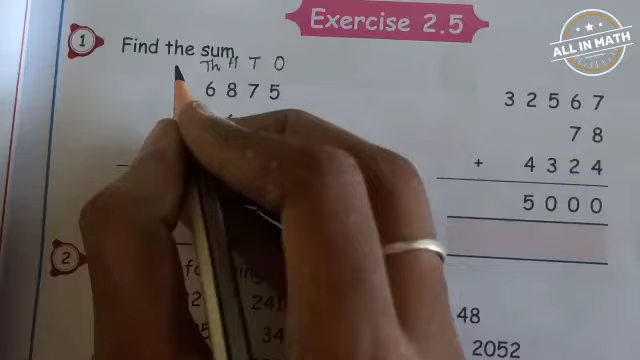 Exercise 2.5
ALL IN MATH
1 Find the sum.
Th H T O
6 8 7 5
3 2 5 6 7
7 8
+ 4 3 2 4
5 0 0 0
2
241
34
48
2052